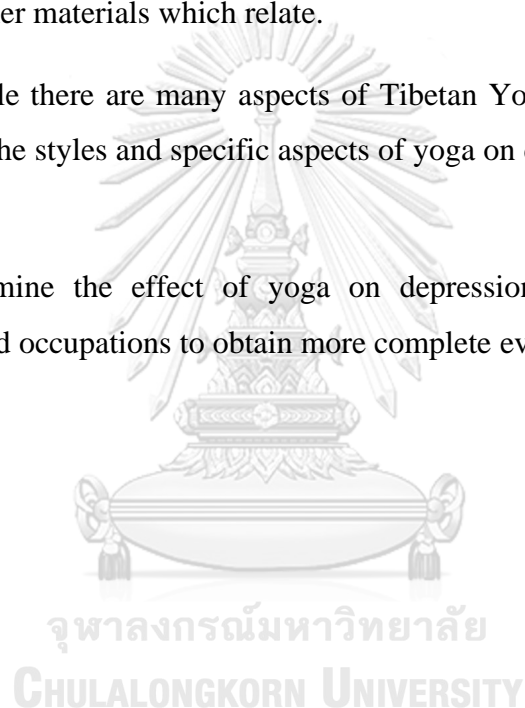 er materials which relate.
le there are many aspects of Tibetan Yo
he styles and specific aspects of yoga on
mine the effect of yoga on depression
d occupations to obtain more complete ev
จุฬาลงกรณ์มหาวิทยาลัย
CHULALONGKORN UNIVERSITY